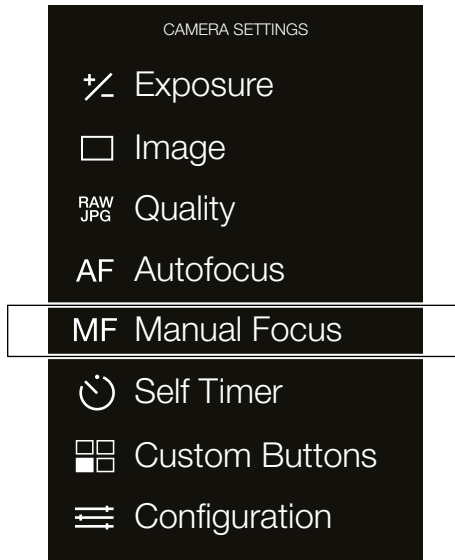 CAMERA SETTINGS
+/- Exposure
Image
RAW
JPG Quality
AF Autofocus
MF Manual Focus
Self Timer
Custom Buttons
Configuration